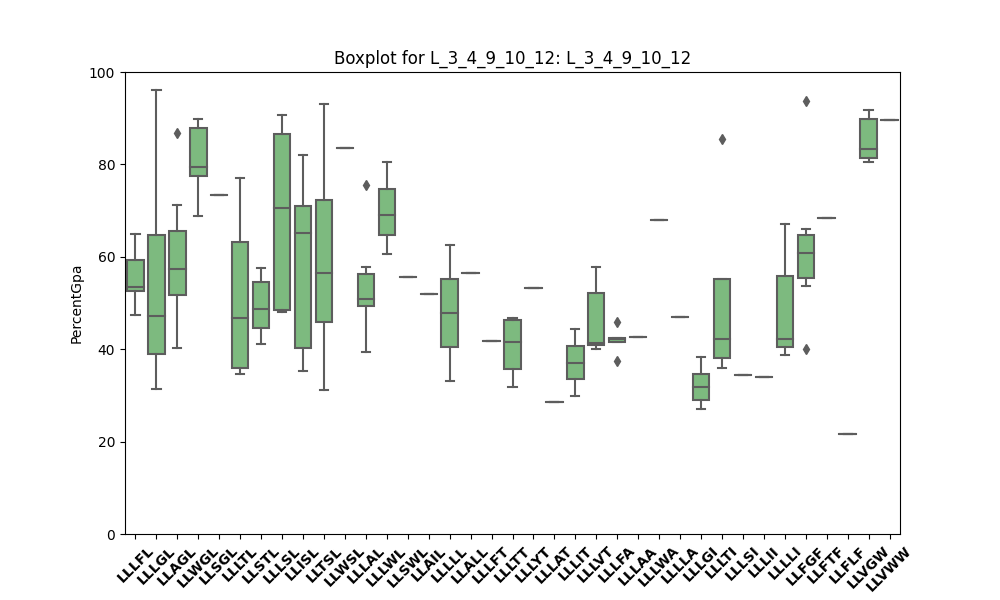 Boxplot for L_3_4_9_10_12: L_3_4_9_10_12
PercentGpa
100
80
60
40
20
0
LLLFL
LLLGL
LLAGL
LLWGL
LLSGL
LLLTL
LLSTL
LLLSL
LLISL
LLTSL
LLWSL
LLLAL
LLLWL
LLSWL
LLAIL
LLLLL
LLALL
LLLFT
LLLTT
LLLYT
LLLAT
LLLIT
LLLVT
LLLFA
LLLAA
LLLWA
LLLLA
LLLGI
LLLTI
LLLSI
LLLII
LLLLI
LLFGF
LLFTF
LLFLF
LLVGW
LLVWW